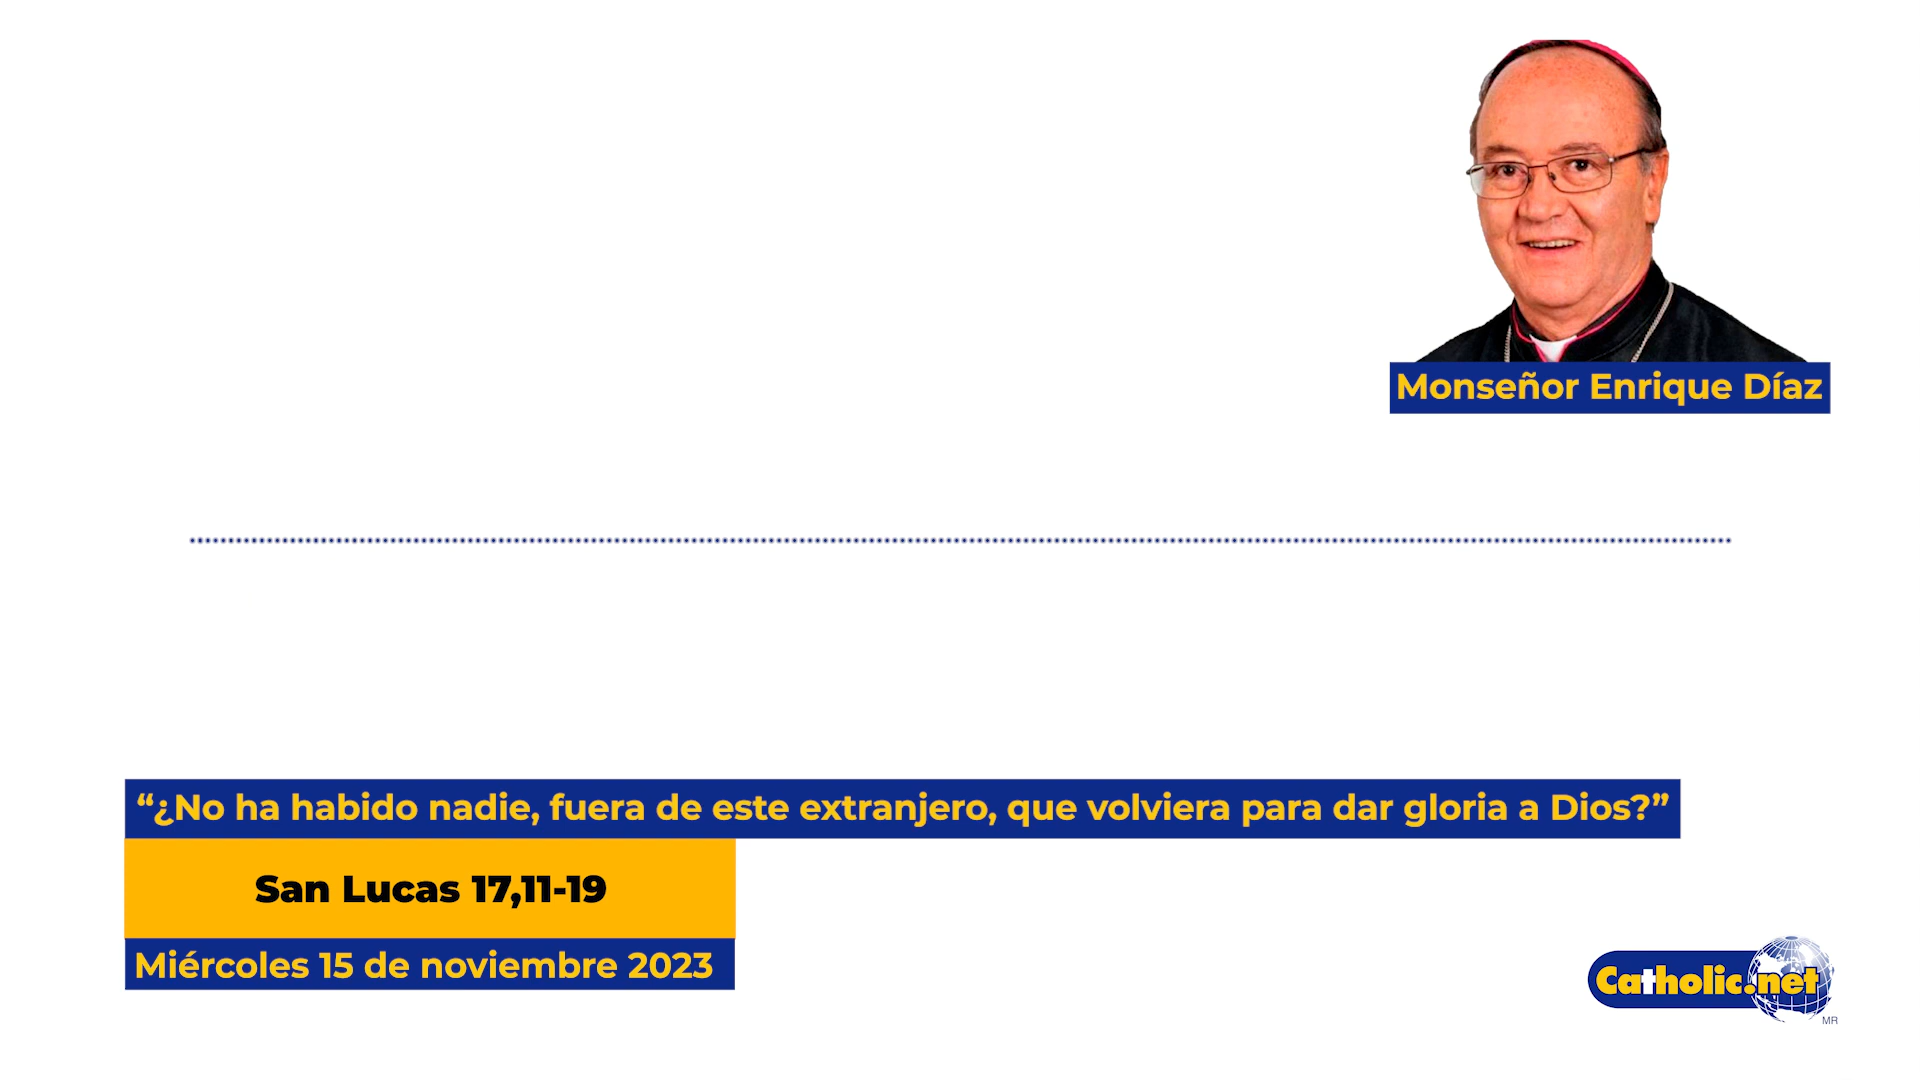 Monseñor Enrique Díaz
“¿No ha habido nadie, fuera de este extranjero, que volviera para dar gloria a Dios?”
San Lucas 17,11-19
Miércoles 15 de noviembre 2023
Catholic.net
MR